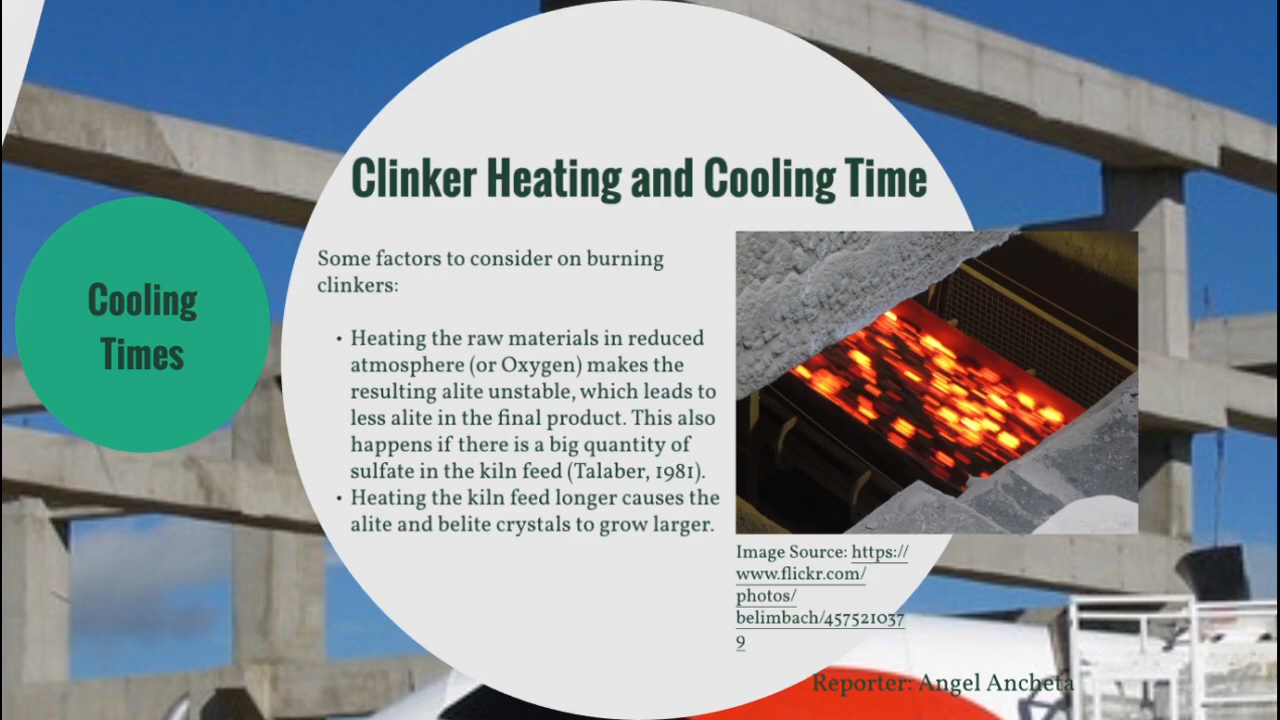 Clinker Heating and Cooling Time
Cooling
Times
Some factors to consider on burning
clinkers:
• Heating the raw materials in reduced
atmosphere (or Oxygen) makes the
resulting alite unstable, which leads to
less alite in the final product. This also
happens if there is a big quantity of
sulfate in the kiln feed (Talaber, 1981).
• Heating the kiln feed longer causes the
alite and belite crystals to grow larger.
Image Source: https://
www.flickr.com/
photos/
belimbach/457521037
9
Reporter: Angel Ancheta